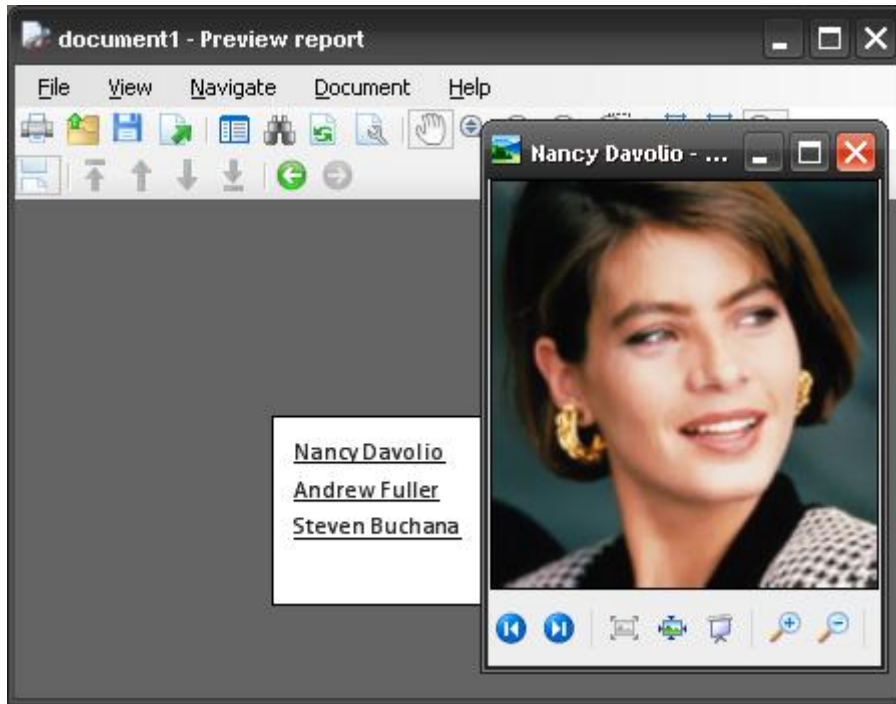 document1 - Preview report
File View Navigate Document Help
Nancy Davolio - ...
Nancy Davolio
Andrew Fuller
Steven Buchana